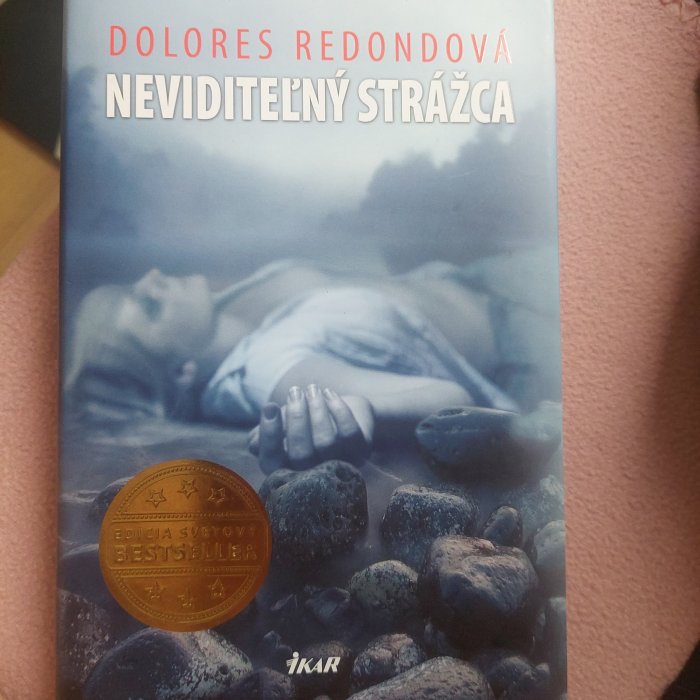 DOLORES REDONDOVÁ
NEVIDITEĽNÝ STRÁŽCA
EDÍCIA SVETOVÝ
BESTSELLER
iKAR